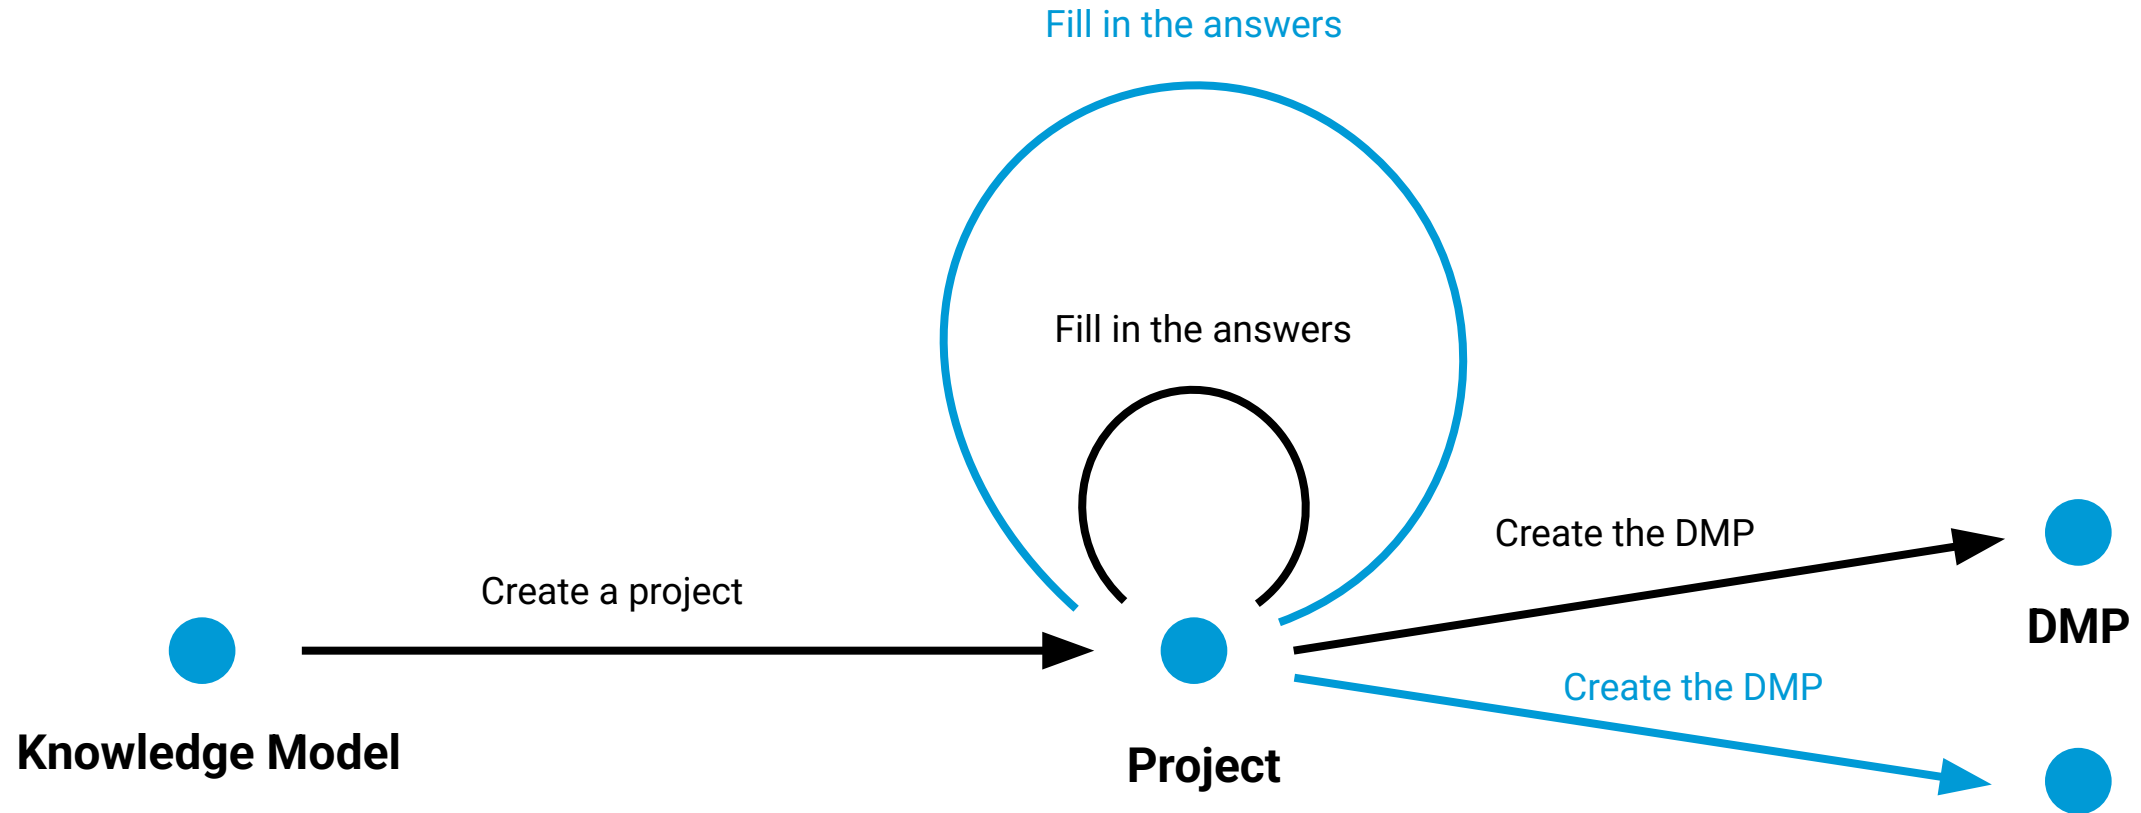 Fill in the answers
Fill in the answers
Create the DMP
Create a project
DMP
Create the DMP
Knowledge Model
Project